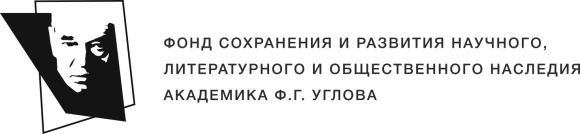 ФОНД СОХРАНЕНИЯ И РАЗВИТИЯ НАУЧНОГО,
ЛИТЕРАТУРНОГО И ОБЩЕСТВЕННОГО НАСЛЕДИЯ
АКАДЕМИКА Ф.Г. УГЛОВА